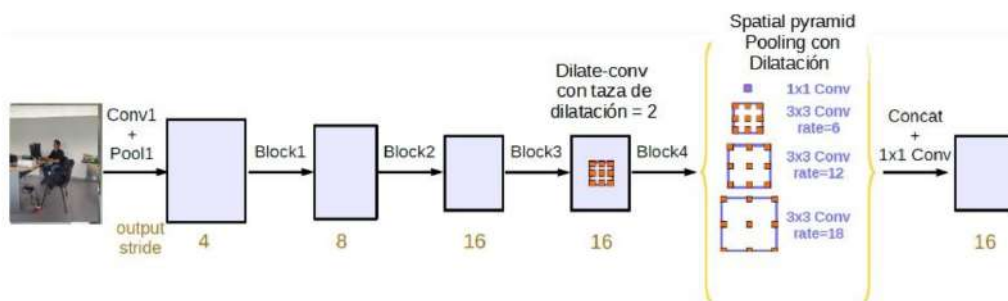 Spatial pyramid
Pooling con
Dilatación
Dilate-conv
con taza de
dilatación = 2
Conv1
+
Pool1
Block1
Block2
Block3
Block4
1x1 Conv
3x3 Conv
rate=6
3x3 Conv
rate=12
3x3 Conv
rate=18
Concat
+
1x1 Conv
output
stride
4
8
16
16
16